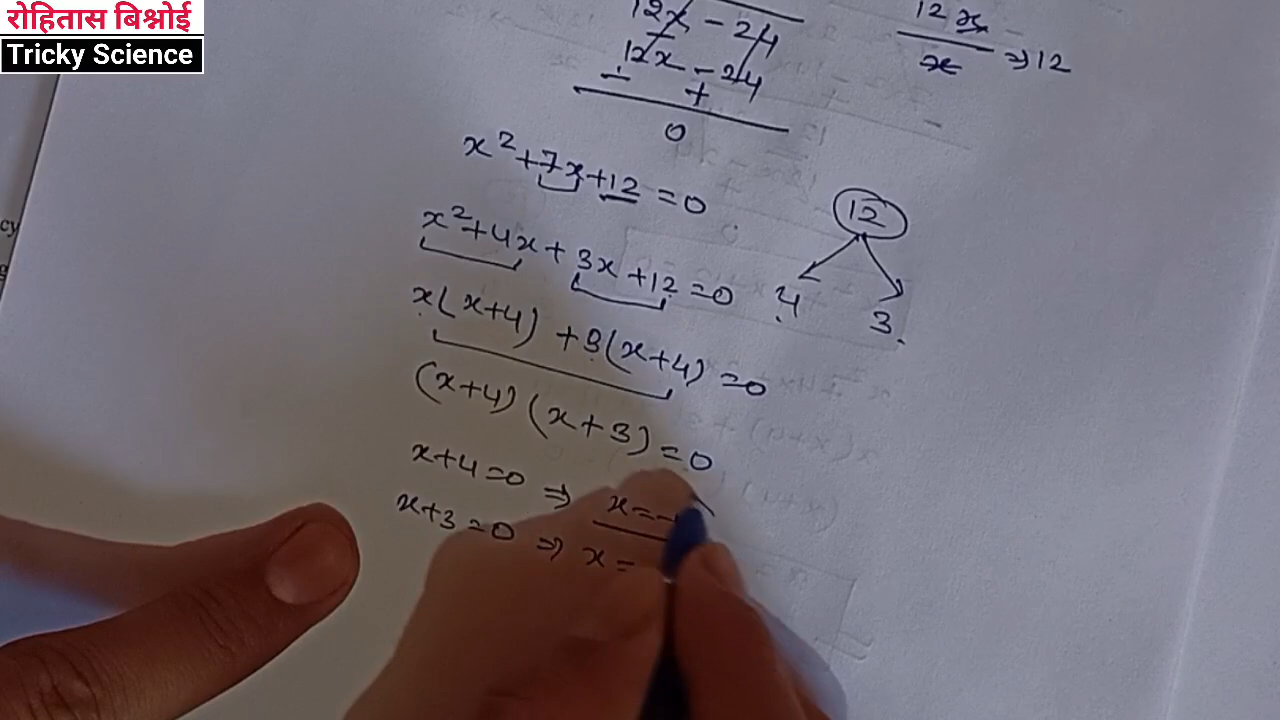 रोहितास बिश्नोई
Tricky Science
12x - 24
12x - 24
- +
0
12x
x ⇒ 12
x² + 7x + 12 = 0
12
4 3
x² + 4x + 3x + 12 = 0
x(x+4) + 3(x+4) = 0
(x+4) (x+3) = 0
x+4 = 0 ⇒ x = -
x+3 = 0 ⇒ x =
cy